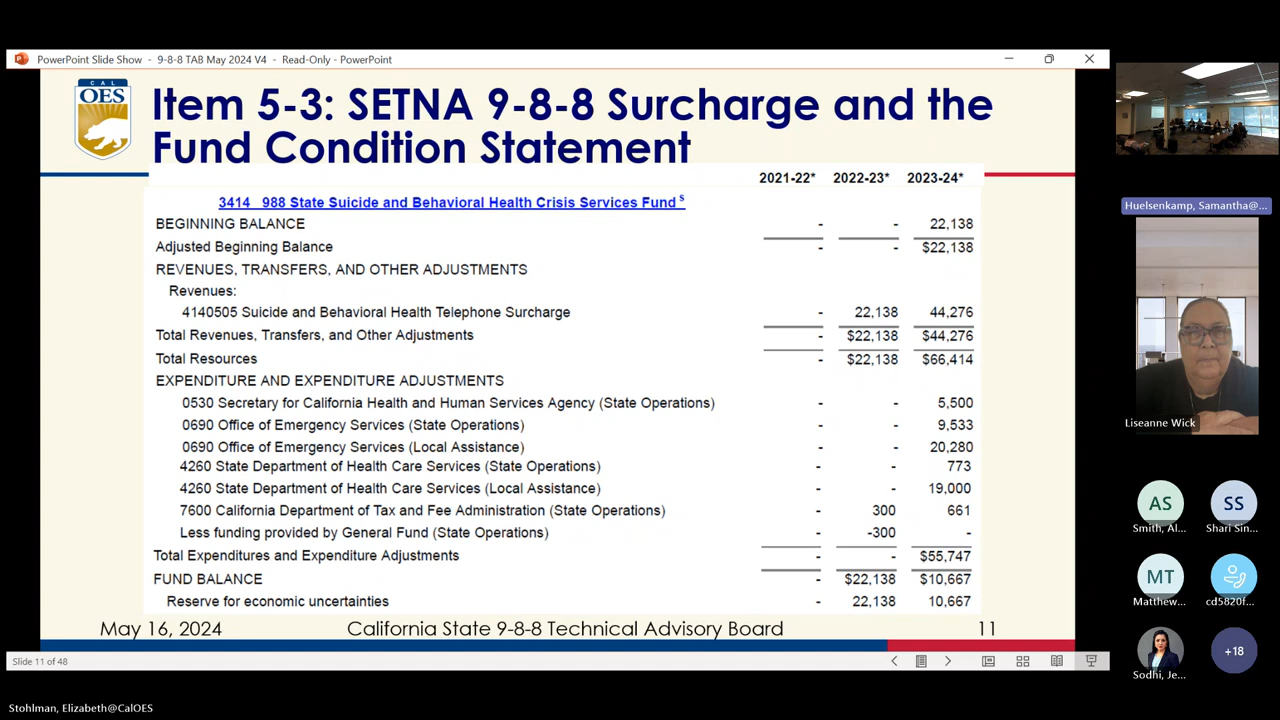 PowerPoint Slide Show - 9-8-8 TAB May 2024 V4 - Read-Only - PowerPoint
CAL
OES
Item 5-3: SETNA 9-8-8 Surcharge and the
Fund Condition Statement
2021-22* 2022-23* 2023-24*
3414 988 State Suicide and Behavioral Health Crisis Services Fund S
BEGINNING BALANCE - - 22,138
Adjusted Beginning Balance - - $22,138
REVENUES, TRANSFERS, AND OTHER ADJUSTMENTS
Revenues:
4140505 Suicide and Behavioral Health Telephone Surcharge - 22,138 44,276
Total Revenues, Transfers, and Other Adjustments - $22,138 $44,276
Total Resources - $22,138 $66,414
EXPENDITURE AND EXPENDITURE ADJUSTMENTS
0530 Secretary for California Health and Human Services Agency (State Operations) - - 5,500
0690 Office of Emergency Services (State Operations) - - 9,533
0690 Office of Emergency Services (Local Assistance) - - 20,280
4260 State Department of Health Care Services (State Operations) - - 773
4260 State Department of Health Care Services (Local Assistance) - - 19,000
7600 California Department of Tax and Fee Administration (State Operations) - 300 661
Less funding provided by General Fund (State Operations) - -300 -
Total Expenditures and Expenditure Adjustments - - $55,747
FUND BALANCE - $22,138 $10,667
Reserve for economic uncertainties - 22,138 10,667
May 16, 2024 California State 9-8-8 Technical Advisory Board 11
Slide 11 of 48
Huelsenkamp, Samantha@...
Liseanne Wick
AS
Smith, Al...
SS
Shari Sin...
MT
Matthew...
cd5820f...
Sodhi, Je...
+18
Stohlman, Elizabeth@CalOES